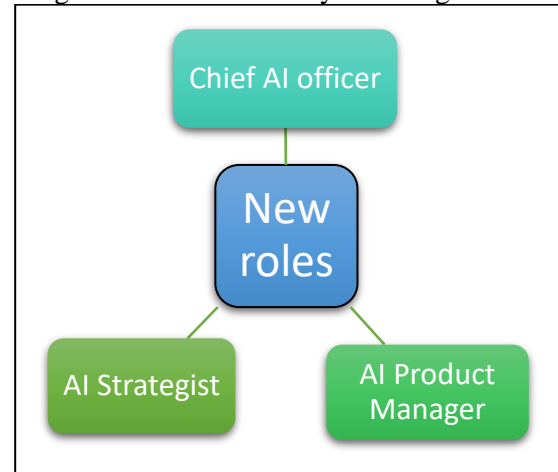 Chief AI officer
New
roles
AI Strategist
AI Product
Manager